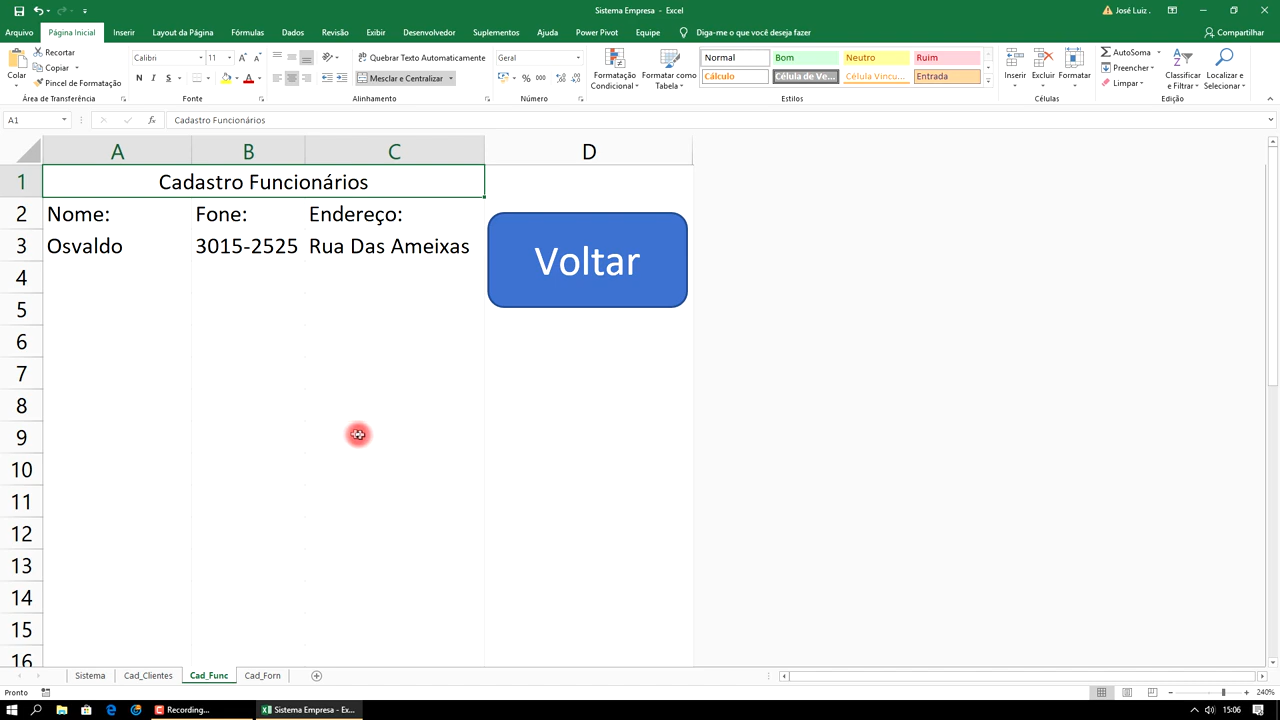 Sistema Empresa - Excel
José Luiz .
Arquivo Página Inicial Inserir Layout da Página Fórmulas Dados Revisão Exibir Desenvolvedor Suplementos Ajuda Power Pivot Equipe Diga-me o que você deseja fazer Compartilhar
Colar
Recortar
Copiar
Pincel de Formatação
Área de Transferência
Calibri 11
N I S
Fonte
Quebrar Texto Automaticamente
Mesclar e Centralizar
Alinhamento
Geral
% 000
Número
Formatação Condicional
Formatar como Tabela
Normal Bom Neutro Ruim
Cálculo Célula de Ve... Célula Vincu... Entrada
Estilos
Inserir Excluir Formatar
Células
AutoSoma
Preencher
Limpar
Classificar e Filtrar
Localizar e Selecionar
Edição
A1 fx Cadastro Funcionários
A B C D
1 Cadastro Funcionários
2 Nome: Fone: Endereço:
3 Osvaldo 3015-2525 Rua Das Ameixas
Voltar
4
5
6
7
8
9
10
11
12
13
14
15
16
Sistema Cad_Clientes Cad_Func Cad_Forn
Pronto
240%
Recording...
Sistema Empresa - Exc...
15:06